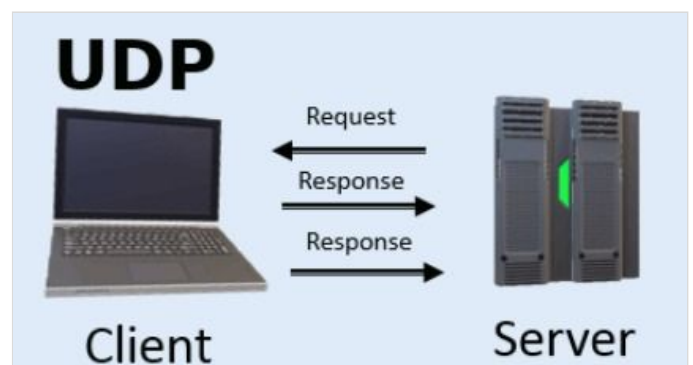 UDP
Request
Response
Response
Client
Server